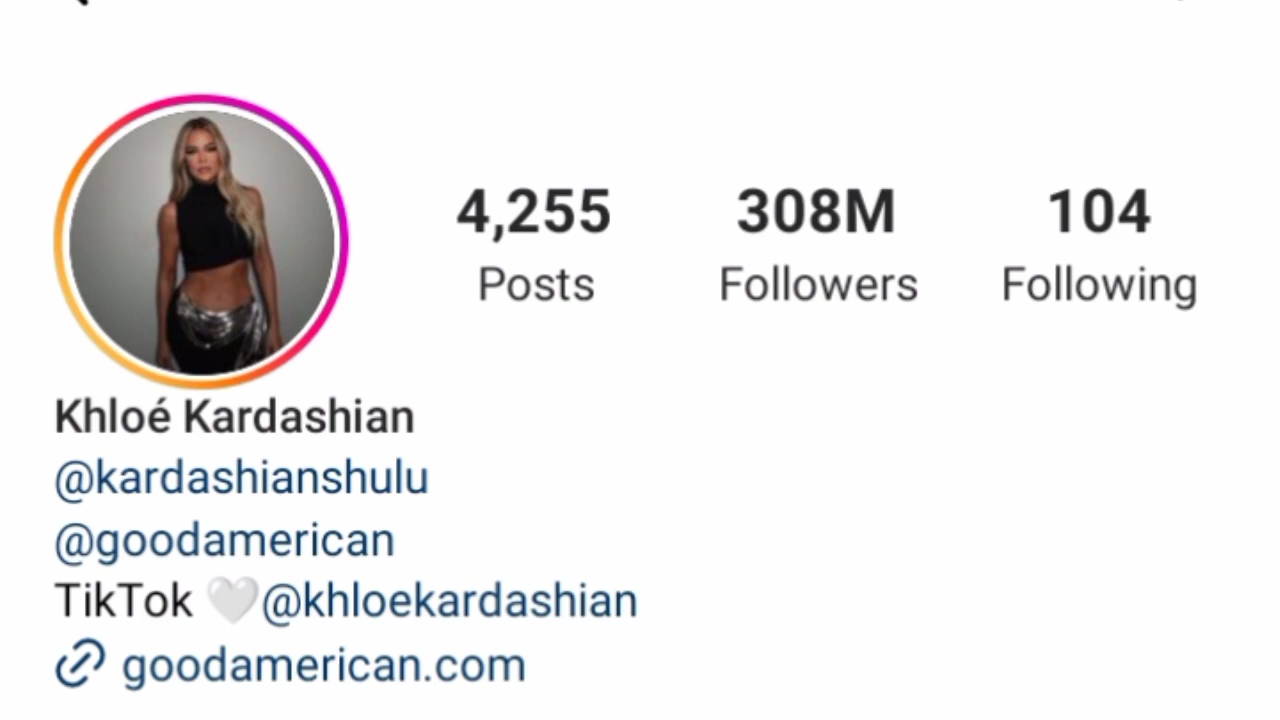 4,255 308M 104
Posts Followers Following
Khloé Kardashian
@kardashianshulu
@goodamerican
TikTok 🤍@khloekardashian
goodamerican.com